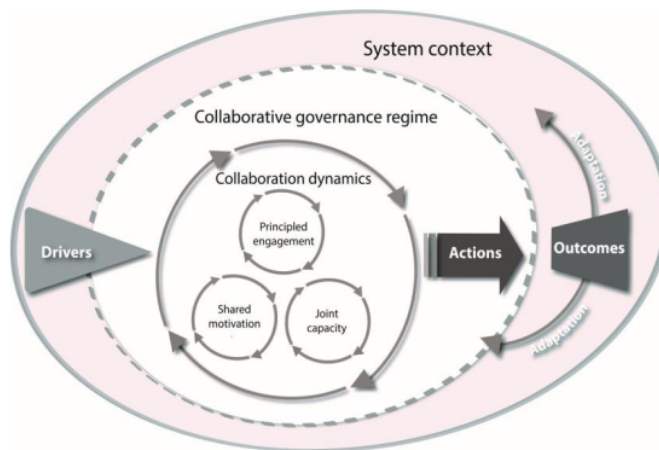 System context
Collaborative governance regime
Collaboration dynamics
Principled
engagement
Shared
motivation
Joint
capacity
Drivers
Actions
Outcomes
Adaptation
Adaptation